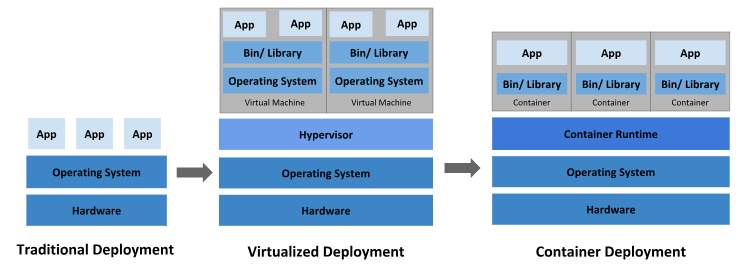 App App App
Operating System
Hardware
Traditional Deployment
App App App App
Bin/ Library Bin/ Library
Operating System Operating System
Virtual Machine Virtual Machine
Hypervisor
Operating System
Hardware
Virtualized Deployment
App App App
Bin/ Library Bin/ Library Bin/ Library
Container Container Container
Container Runtime
Operating System
Hardware
Container Deployment